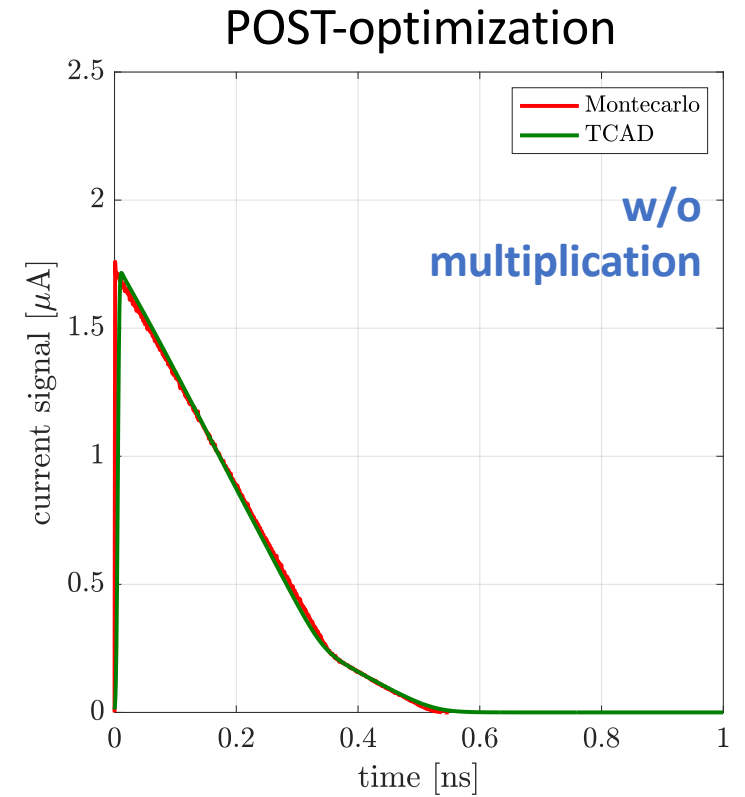 POST-optimization
2.5
Montecarlo
TCAD
2
w/o
multiplication
1.5
1
0.5
0
current signal [μA]
0
0.2
0.4
0.6
0.8
1
time [ns]